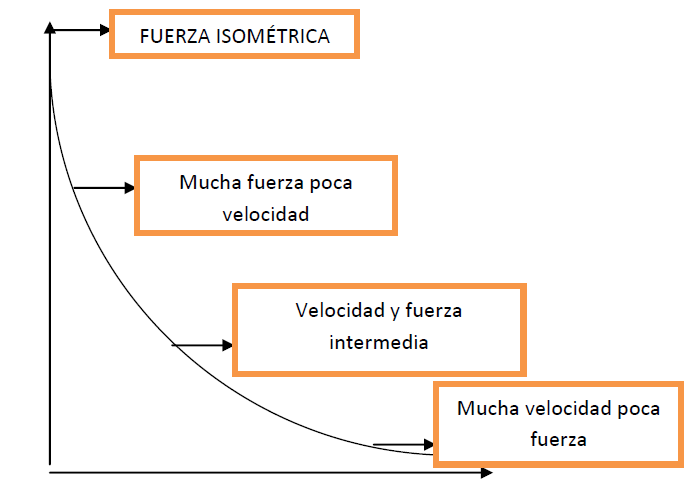 FUERZA ISOMÉTRICA
Mucha fuerza poca
velocidad
Velocidad y fuerza
intermedia
Mucha velocidad poca
fuerza